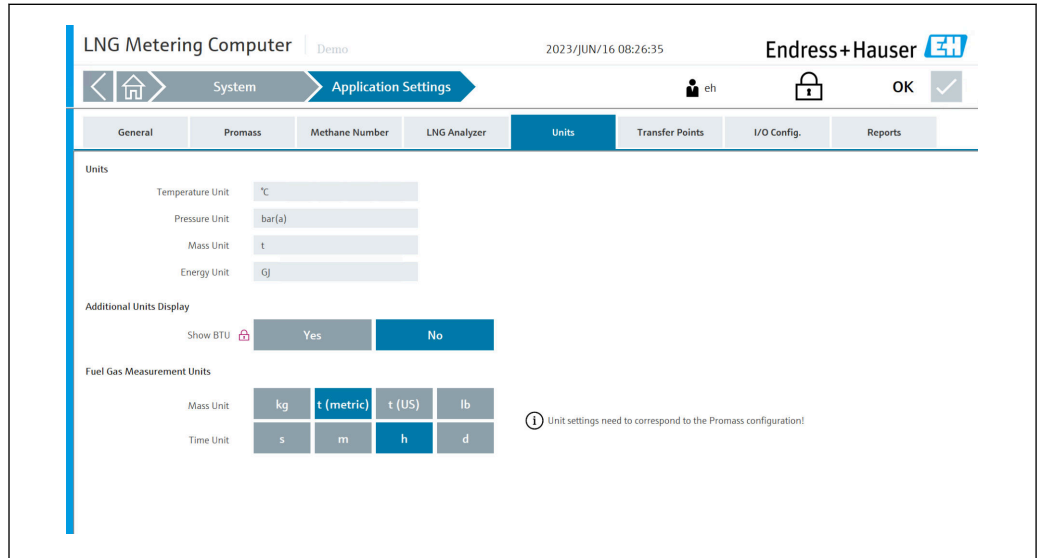 LNG Metering Computer Demo 2023/JUN/16 08:26:35 Endress+Hauser EH
System Application Settings eh OK
General Promass Methane Number LNG Analyzer Units Transfer Points I/O Config. Reports
Units
Temperature Unit °C
Pressure Unit bar(a)
Mass Unit t
Energy Unit GJ
Additional Units Display
Show BTU Yes No
Fuel Gas Measurement Units
Mass Unit kg t (metric) t (US) lb
i Unit settings need to correspond to the Promass configuration!
Time Unit s m h d